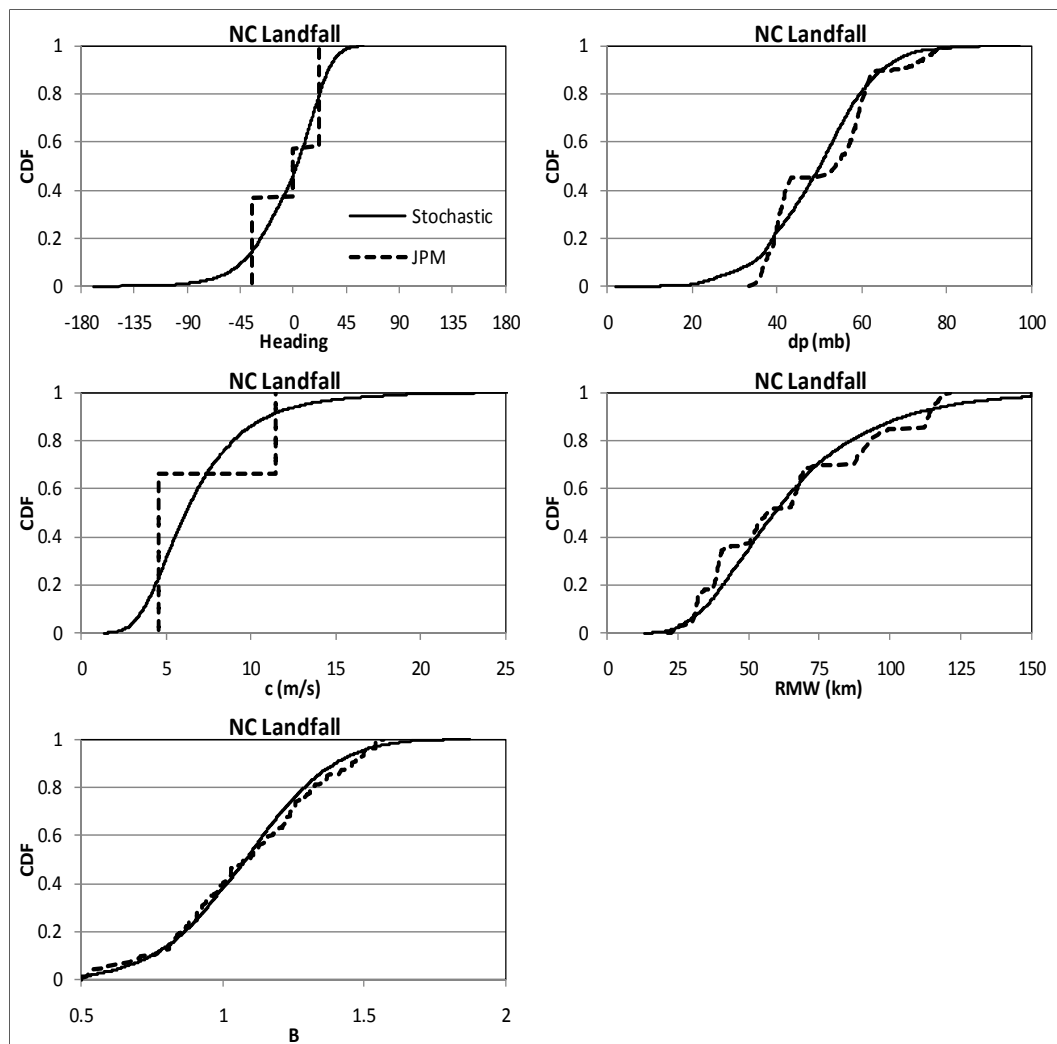 NC Landfall
1
0.8
0.6
0.4
0.2
0
CDF
Stochastic
JPM
-180 -135 -90 -45 0 45 90 135 180
Heading
NC Landfall
1
0.8
0.6
0.4
0.2
0
CDF
0 20 40 60 80 100
dp (mb)
NC Landfall
1
0.8
0.6
0.4
0.2
0
CDF
0 5 10 15 20 25
c (m/s)
NC Landfall
1
0.8
0.6
0.4
0.2
0
CDF
0 25 50 75 100 125 150
RMW (km)
NC Landfall
1
0.8
0.6
0.4
0.2
0
CDF
0.5 1 1.5 2
B